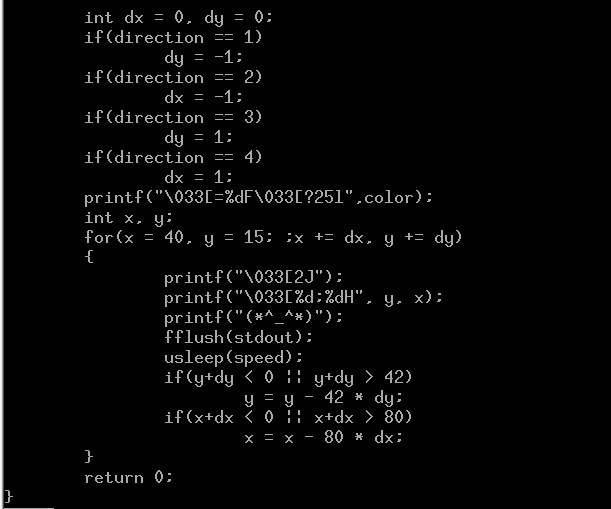 int dx = 0, dy = 0;
if(direction == 1)
dy = -1;
if(direction == 2)
dx = -1;
if(direction == 3)
dy = 1;
if(direction == 4)
dx = 1;
printf("\033[=%dF\033[?25l",color);
int x, y;
for(x = 40, y = 15; ;x += dx, y += dy)
{
printf("\033[2J");
printf("\033[%d;%dH", y, x);
printf("(*^_^*)");
fflush(stdout);
usleep(speed);
if(y+dy < 0 || y+dy > 42)
y = y - 42 * dy;
if(x+dx < 0 || x+dx > 80)
x = x - 80 * dx;
}
return 0;
}